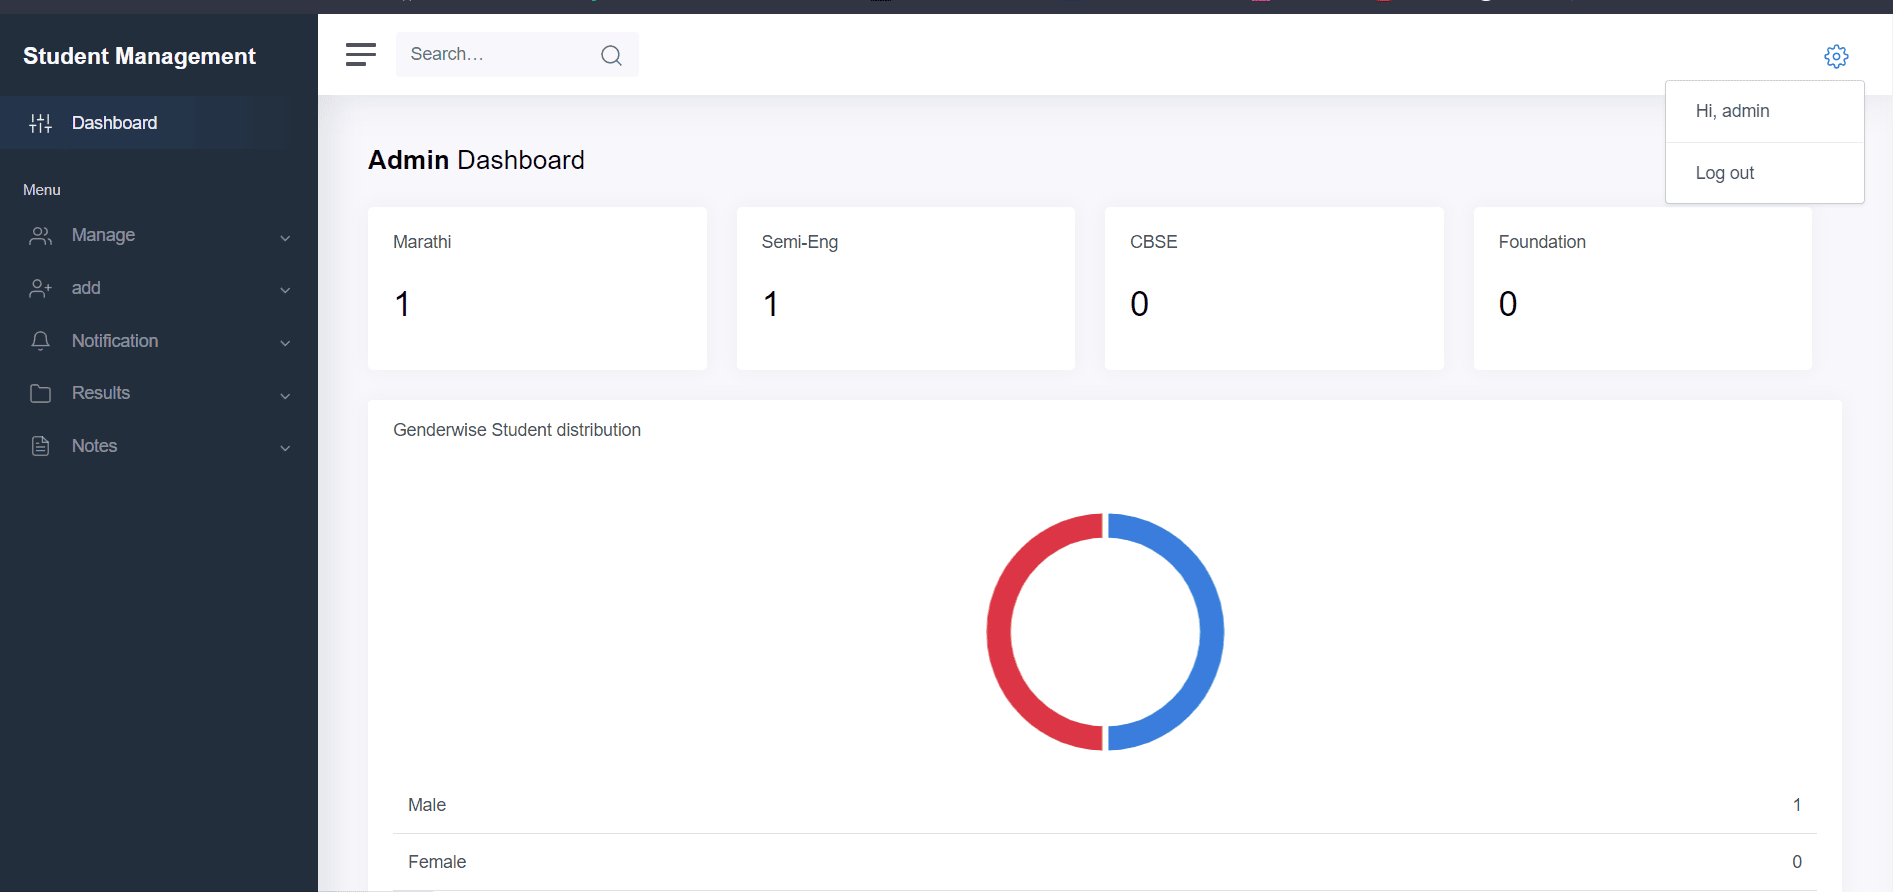 Student Management
Search…
Dashboard
Hi, admin
Log out
Menu
Manage
add
Notification
Results
Notes
Admin Dashboard
Marathi
1
Semi-Eng
1
CBSE
0
Foundation
0
Genderwise Student distribution
Male 1
Female 0